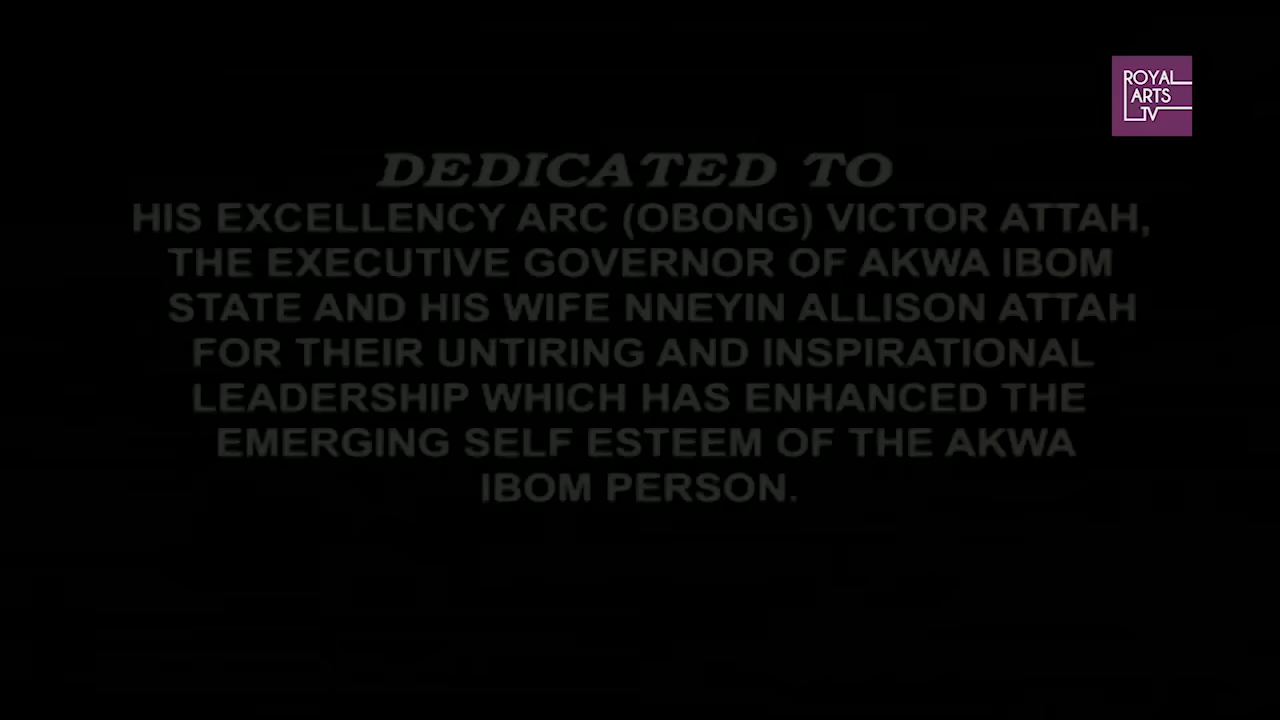 ROYAL
ARTS
TV
DEDICATED TO
HIS EXCELLENCY ARC (OBONG) VICTOR ATTAH,
THE EXECUTIVE GOVERNOR OF AKWA IBOM
STATE AND HIS WIFE NNEYIN ALLISON ATTAH
FOR THEIR UNTIRING AND INSPIRATIONAL
LEADERSHIP WHICH HAS ENHANCED THE
EMERGING SELF ESTEEM OF THE AKWA
IBOM PERSON.